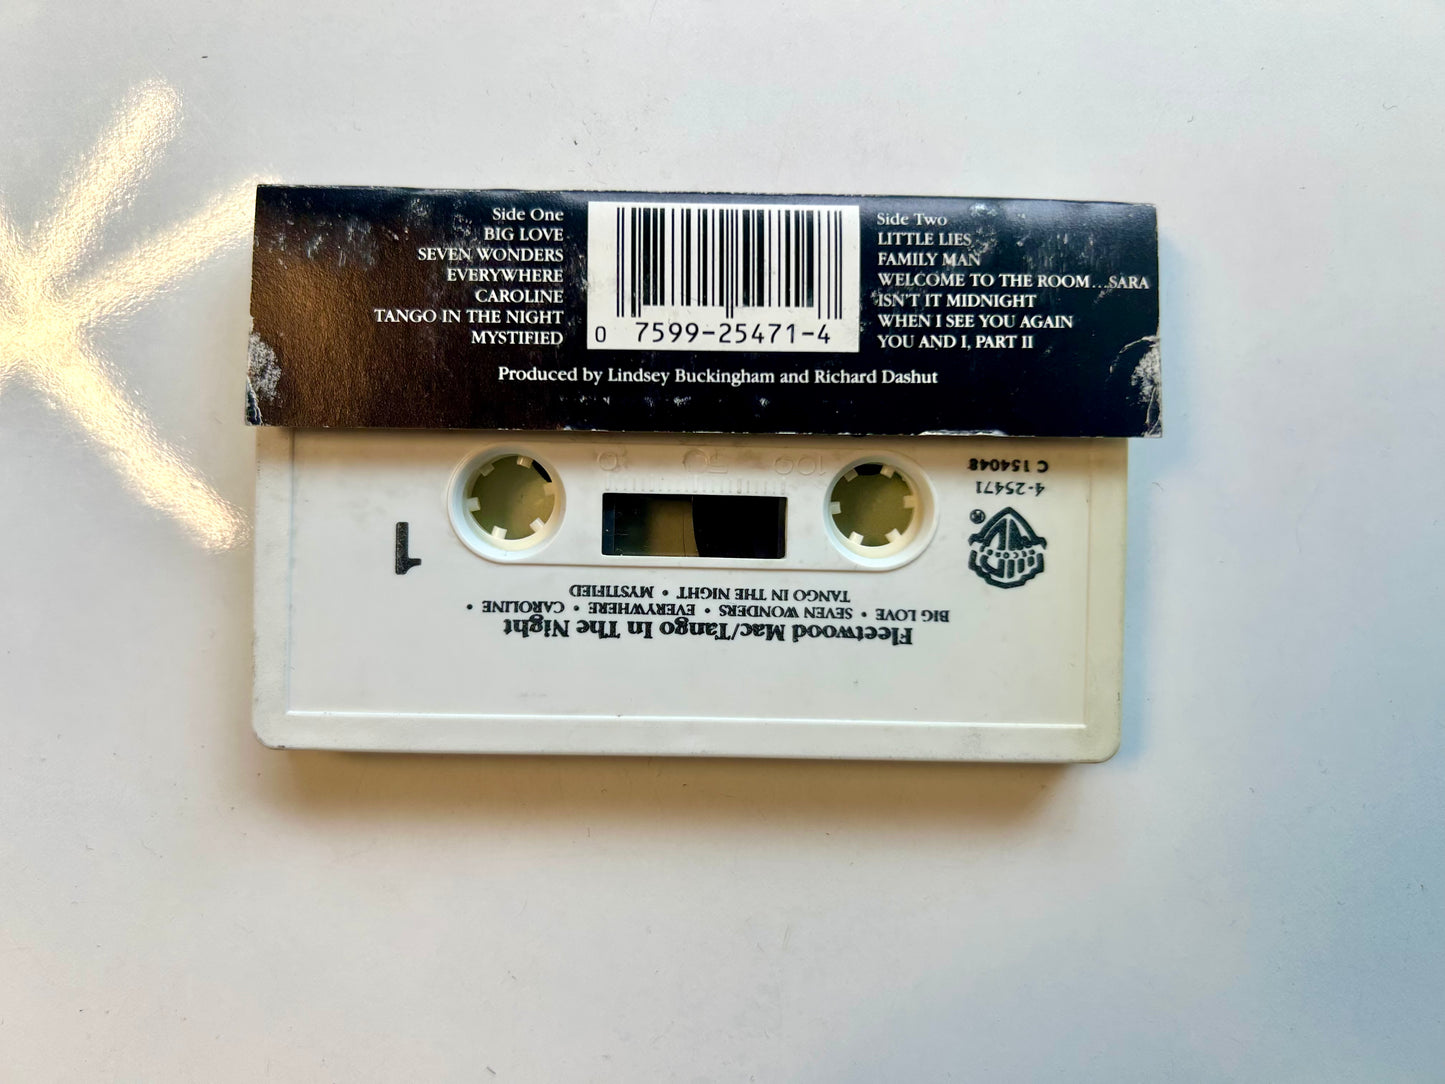 Side One
BIG LOVE
SEVEN WONDERS
EVERYWHERE
CAROLINE
TANGO IN THE NIGHT
MYSTIFIED
0 7599-25471-4
Side Two
LITTLE LIES
FAMILY MAN
WELCOME TO THE ROOM...SARA
ISN'T IT MIDNIGHT
WHEN I SEE YOU AGAIN
YOU AND I, PART II
Produced by Lindsey Buckingham and Richard Dashut
Fleetwood Mac/Tango In The Night
BIG LOVE • SEVEN WONDERS • EVERYWHERE • CAROLINE •
TANGO IN THE NIGHT • MYSTIFIED
1
®
4-25471
C 154048
100 50 0